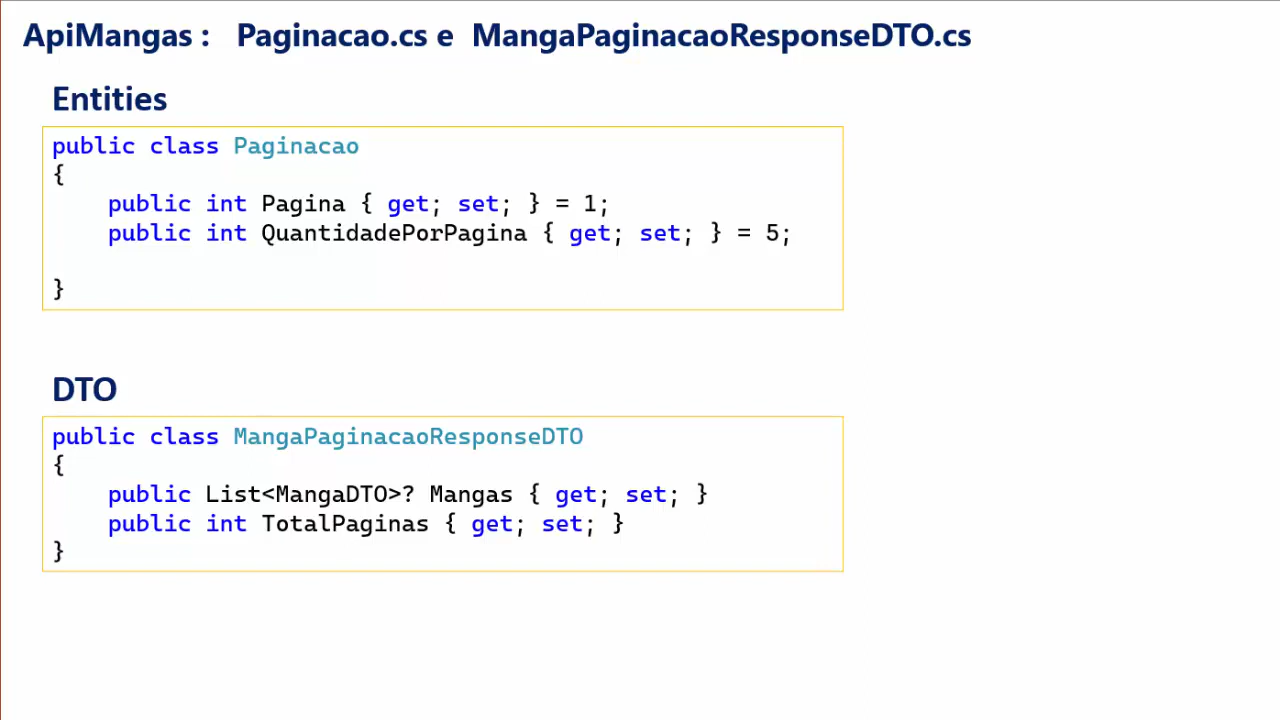 ApiMangas :   Paginacao.cs e  MangaPaginacaoResponseDTO.cs
Entities
public class Paginacao
{
    public int Pagina { get; set; } = 1;
    public int QuantidadePorPagina { get; set; } = 5;
}
DTO
public class MangaPaginacaoResponseDTO
{
    public List<MangaDTO>? Mangas { get; set; }
    public int TotalPaginas { get; set; }
}